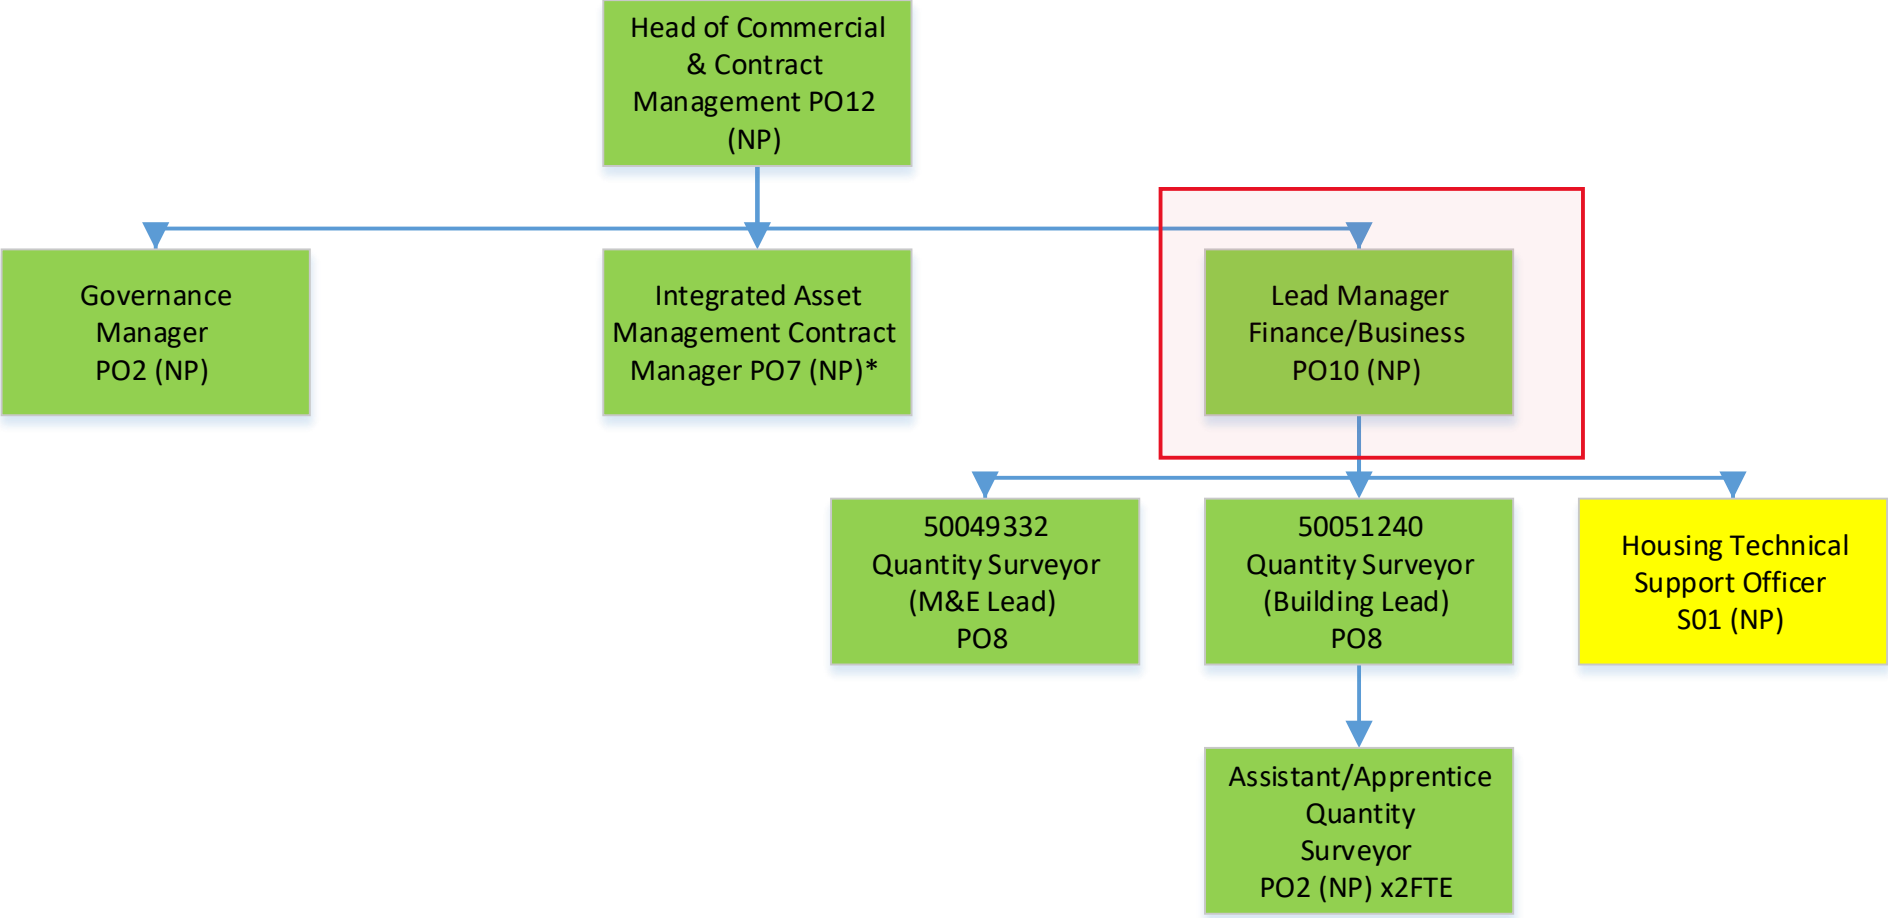 Head of Commercial
& Contract
Management PO12
(NP)
Governance
Manager
PO2 (NP)
Integrated Asset
Management Contract
Manager PO7 (NP)*
Lead Manager
Finance/Business
PO10 (NP)
50049332
Quantity Surveyor
(M&E Lead)
PO8
50051240
Quantity Surveyor
(Building Lead)
PO8
Housing Technical
Support Officer
S01 (NP)
Assistant/Apprentice
Quantity
Surveyor
PO2 (NP) x2FTE